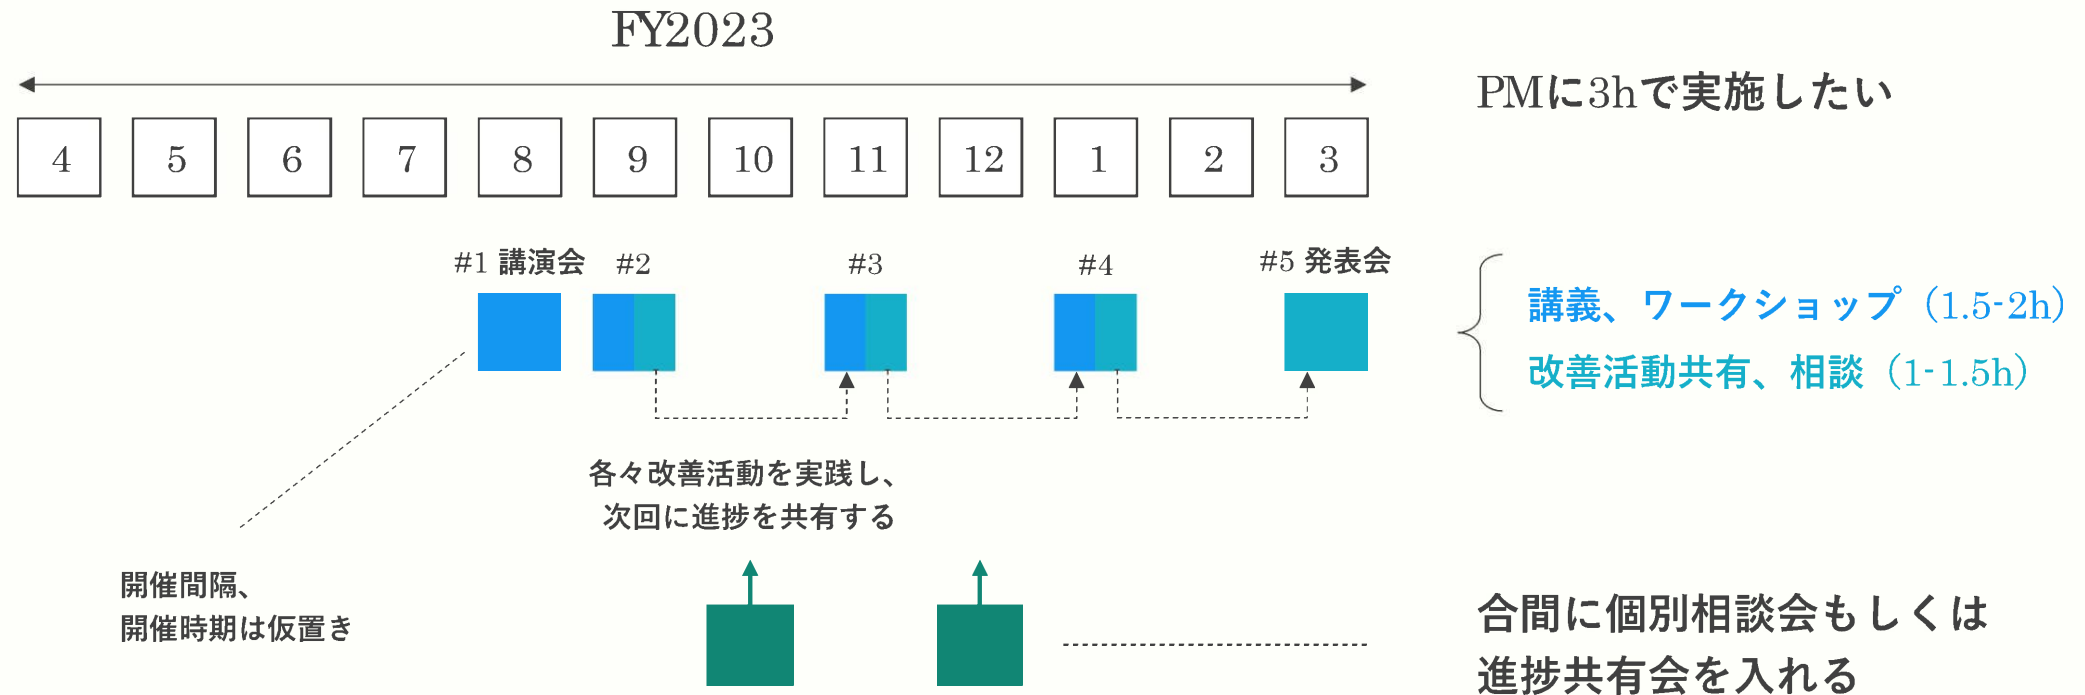 FY2023
PMに3hで実施したい
4
5
6
7
8
9
10
11
12
1
2
3
#1 講演会
#2
#3
#4
#5 発表会
講義、ワークショップ（1.5-2h）
改善活動共有、相談（1-1.5h）
各々改善活動を実践し、
次回に進捗を共有する
開催間隔、
開催時期は仮置き
合間に個別相談会もしくは
進捗共有会を入れる